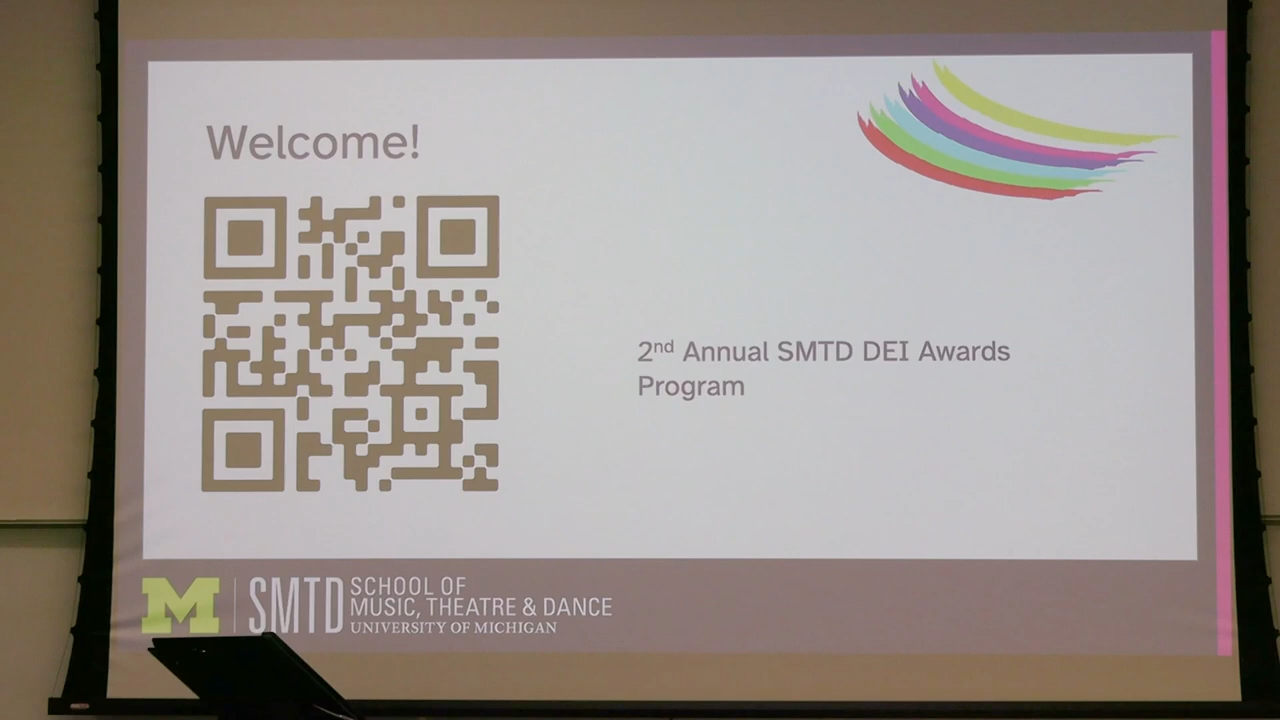 Welcome!
2nd Annual SMTD DEI Awards
Program
M
SMTD
SCHOOL OF
MUSIC, THEATRE & DANCE
UNIVERSITY OF MICHIGAN